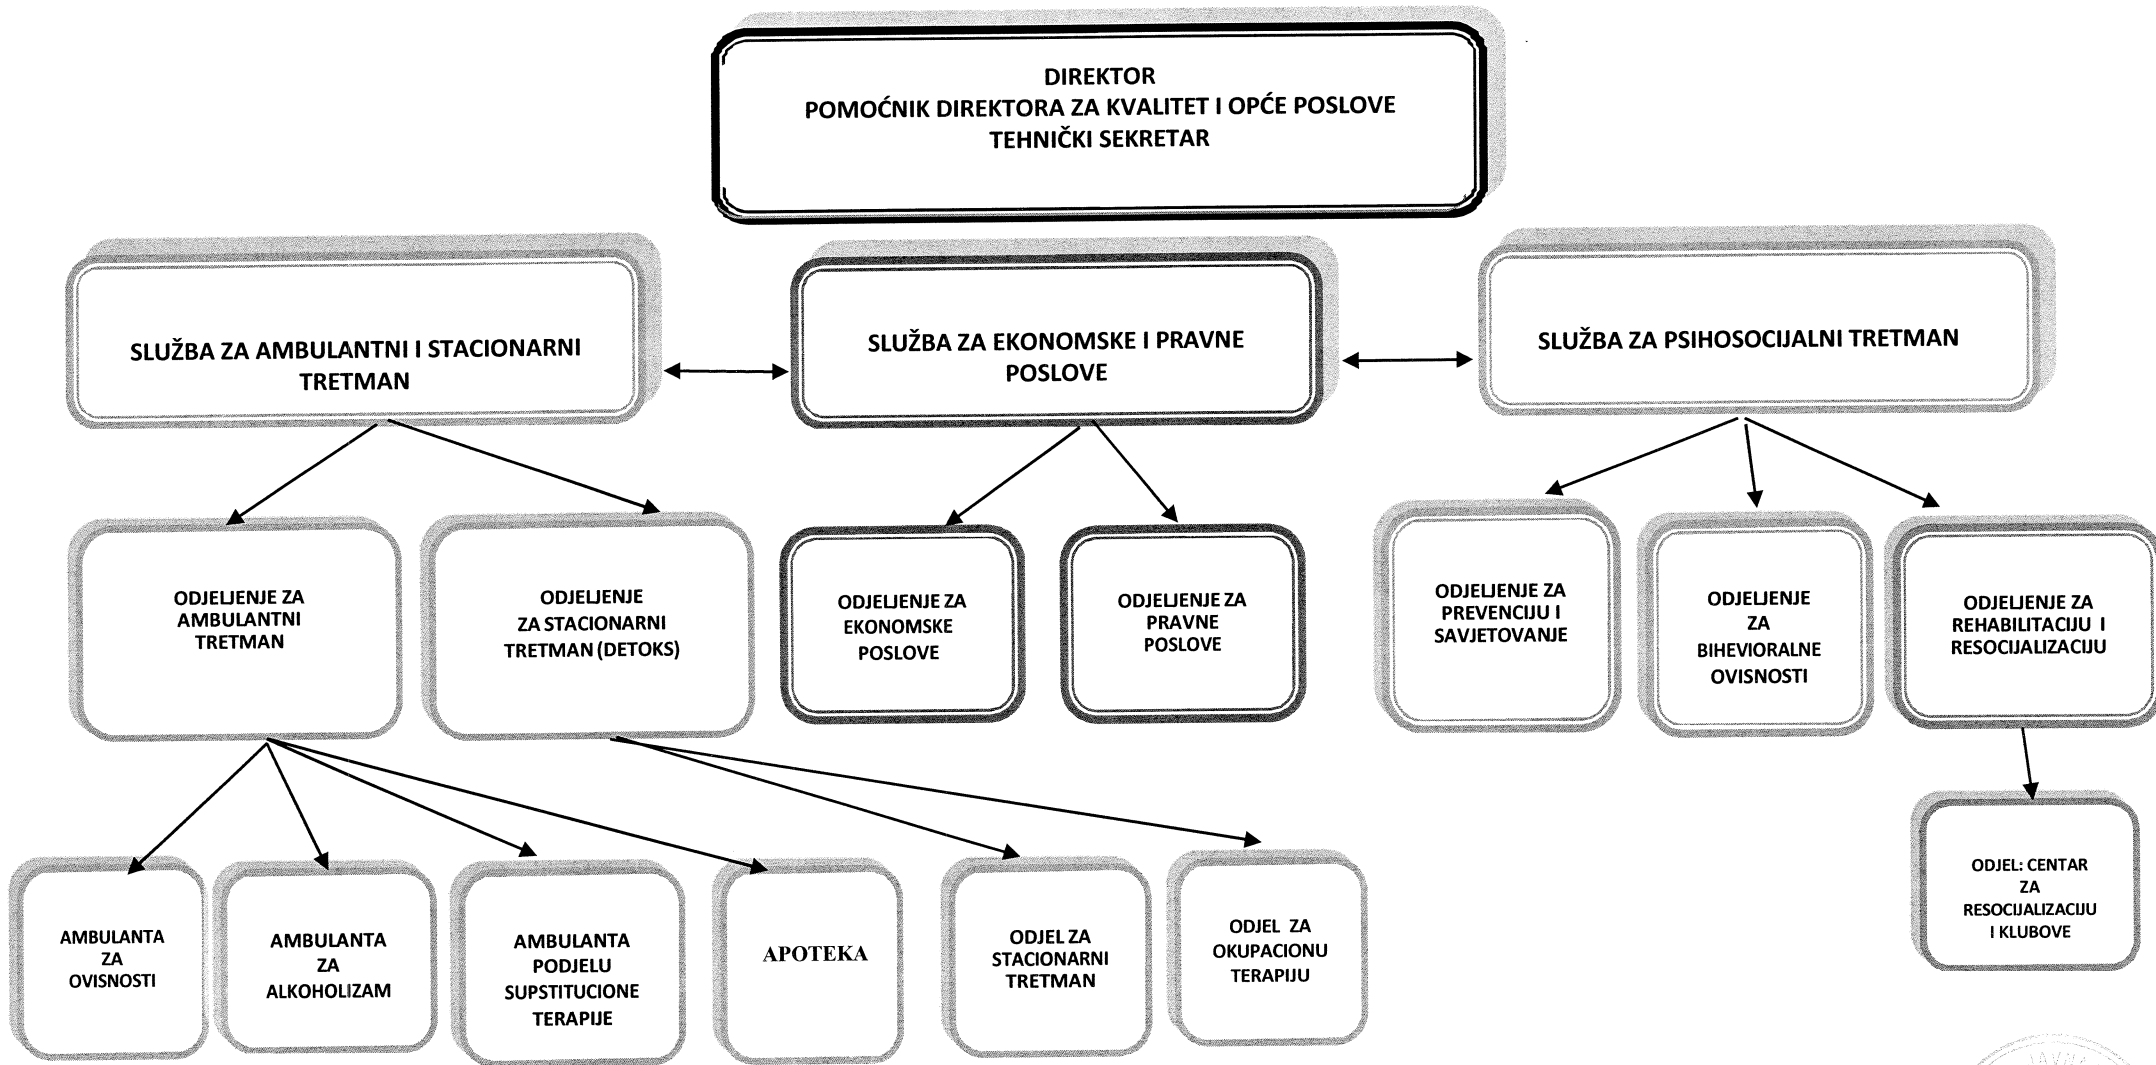 DIREKTOR
POMOĆNIK DIREKTORA ZA KVALITET I OPĆE POSLOVE
TEHNIČKI SEKRETAR
SLUŽBA ZA AMBULANTNI I STACIONARNI
TRETMAN
SLUŽBA ZA EKONOMSKE I PRAVNE
POSLOVE
SLUŽBA ZA PSIHOSOCIJALNI TRETMAN
ODJELJENJE ZA
AMBULANTNI
TRETMAN
ODJELJENJE
ZA STACIONARNI
TRETMAN (DETOKS)
ODJELJENJE ZA
EKONOMSKE
POSLOVE
ODJELJENJE ZA
PRAVNE
POSLOVE
ODJELJENJE ZA
PREVENCIJU I
SAVJETOVANJE
ODJELJENJE
ZA
BIHEVIORALNE
OVISNOSTI
ODJELJENJE ZA
REHABILITACIJU I
RESOCIJALIZACIJU
AMBULANTA
ZA
OVISNOSTI
AMBULANTA
ZA
ALKOHOLIZAM
AMBULANTA
PODJELU
SUPSTITUCIONE
TERAPIJE
APOTEKA
ODJEL ZA
STACIONARNI
TRETMAN
ODJEL ZA
OKUPACIONU
TERAPIJU
ODJEL: CENTAR
ZA
RESOCIJALIZACIJU
I KLUBOVE